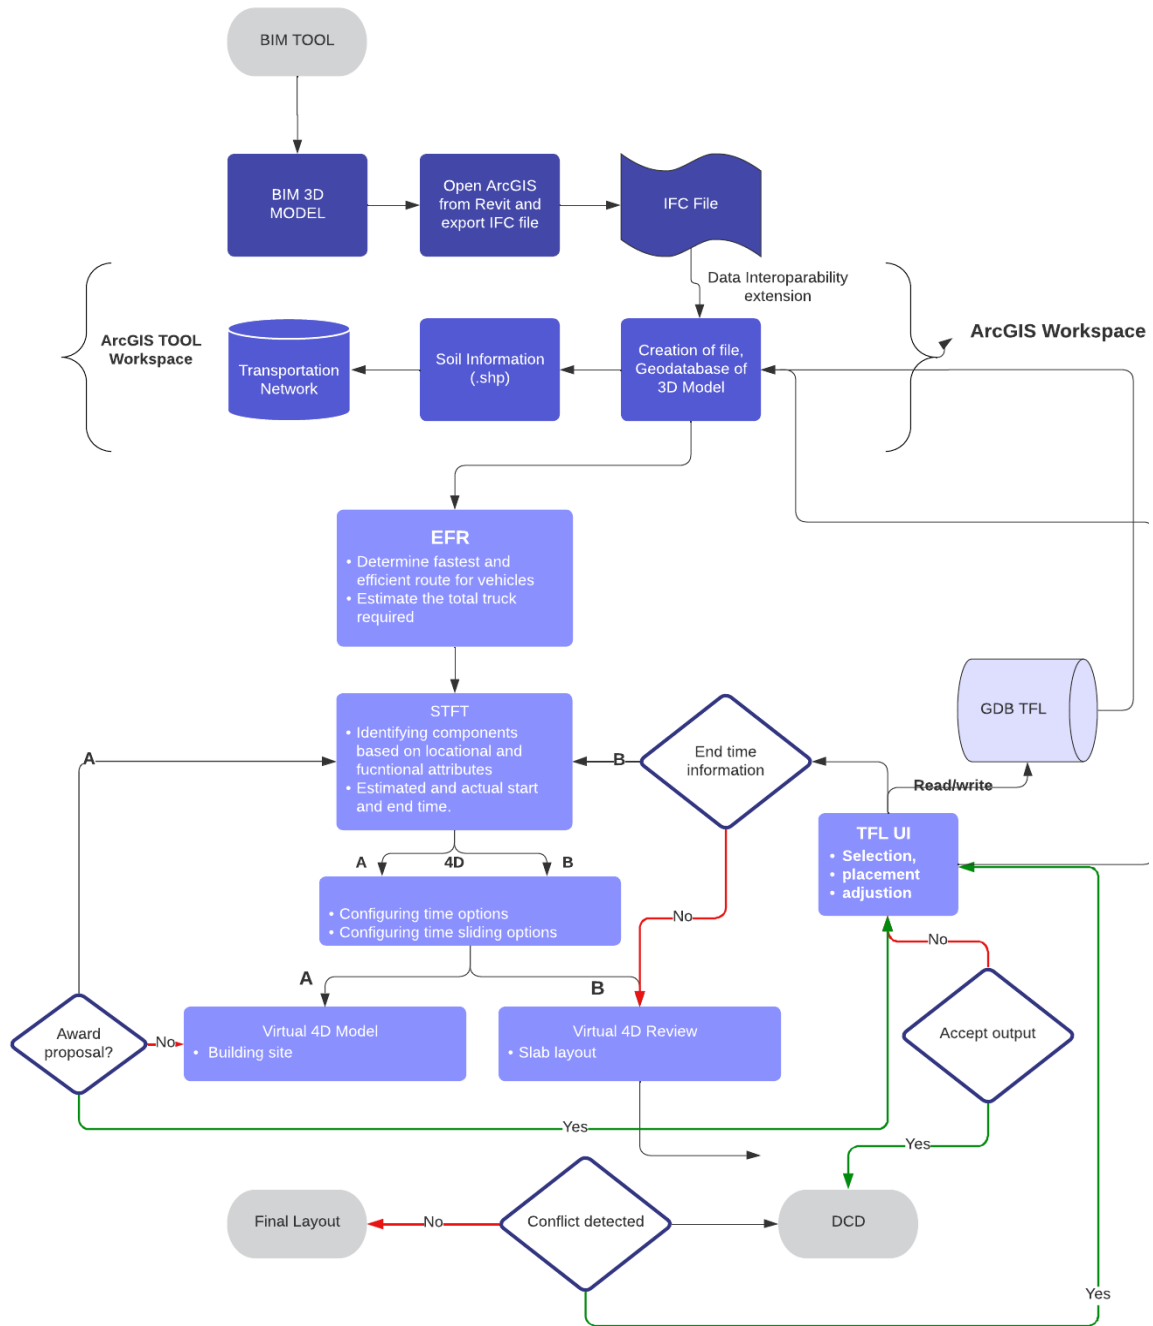 BIM TOOL
BIM 3D
MODEL
Open ArcGIS
from Revit and
export IFC file
IFC File
Data Interoparability
extension
ArcGIS TOOL
Workspace
Transportation
Network
Soil Information
(.shp)
Creation of file,
Geodatabase of
3D Model
ArcGIS Workspace
EFR
• Determine fastest and
efficient route for vehicles
• Estimate the total truck
required
STFT
• Identifying components
based on locational and
fucntional attributes
• Estimated and actual start
and end time.
A
B
End time
information
GDB TFL
Read/write
TFL UI
• Selection,
• placement
• adjustion
A
4D
B
• Configuring time options
• Configuring time sliding options
No
No
A
B
Award
proposal?
No
Virtual 4D Model
• Building site
Virtual 4D Review
• Slab layout
Accept output
Yes
Yes
Final Layout
No
Conflict detected
DCD
Yes